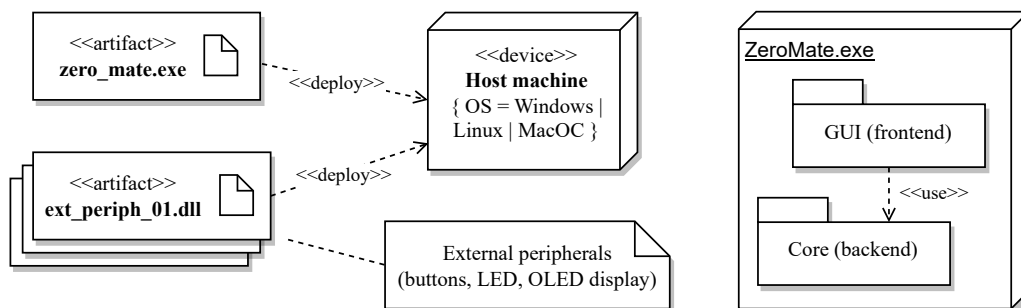 <<artifact>>
zero_mate.exe
<<deploy>>
<<device>>
Host machine
{ OS = Windows |
Linux | MacOC }
<<artifact>>
ext_periph_01.dll
<<deploy>>
External peripherals
(buttons, LED, OLED display)
ZeroMate.exe
GUI (frontend)
<<use>>
Core (backend)